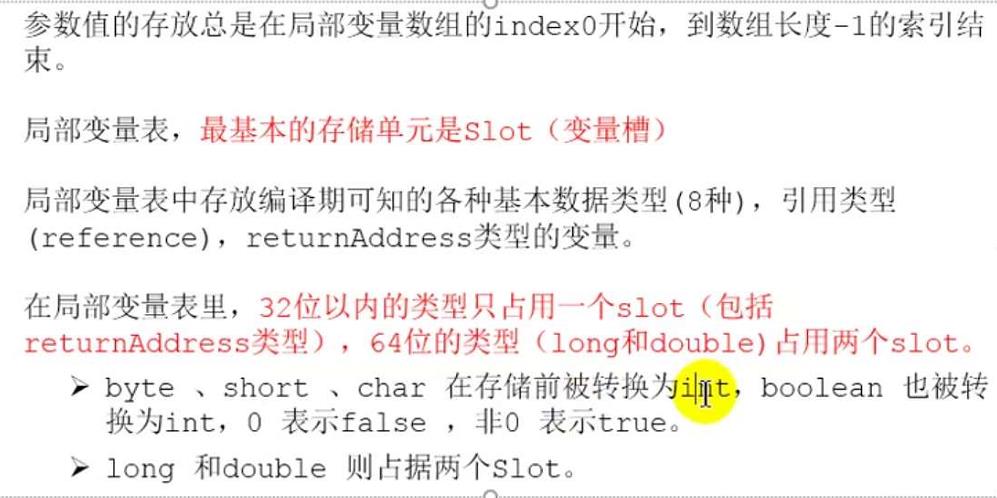 参数值的存放总是在局部变量数组的index0开始，到数组长度-1的索引结
束。
局部变量表，最基本的存储单元是Slot（变量槽）
局部变量表中存放编译期可知的各种基本数据类型(8种)，引用类型
(reference)，returnAddress类型的变量。
在局部变量表里，32位以内的类型只占用一个slot（包括
returnAddress类型），64位的类型（long和double)占用两个slot。
➢ byte 、short 、char 在存储前被转换为int，boolean 也被转
换为int，0 表示false ，非0 表示true。
➢ long 和double 则占据两个Slot。